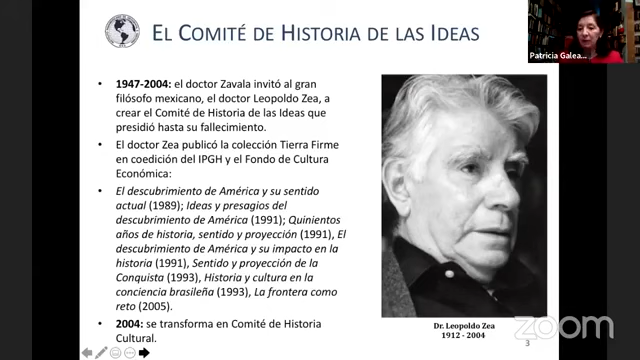 EL COMITÉ DE HISTORIA DE LAS IDEAS
Patricia Galea...
• 1947-2004: el doctor Zavala invitó al gran
filósofo mexicano, el doctor Leopoldo Zea, a
crear el Comité de Historia de las Ideas que
presidió hasta su fallecimiento.
• El doctor Zea publicó la colección Tierra Firme
en coedición del IPGH y el Fondo de Cultura
Económica:
• El descubrimiento de América y su sentido
actual (1989); Ideas y presagios del
descubrimiento de América (1991); Quinientos
años de historia, sentido y proyección (1991), El
descubrimiento de América y su impacto en la
historia (1991), Sentido y proyección de la
Conquista (1993), Historia y cultura en la
conciencia brasileña (1993), La frontera como
reto (2005).
• 2004: se transforma en Comité de Historia
Cultural.
Dr. Leopoldo Zea
1912 - 2004
zoom
3